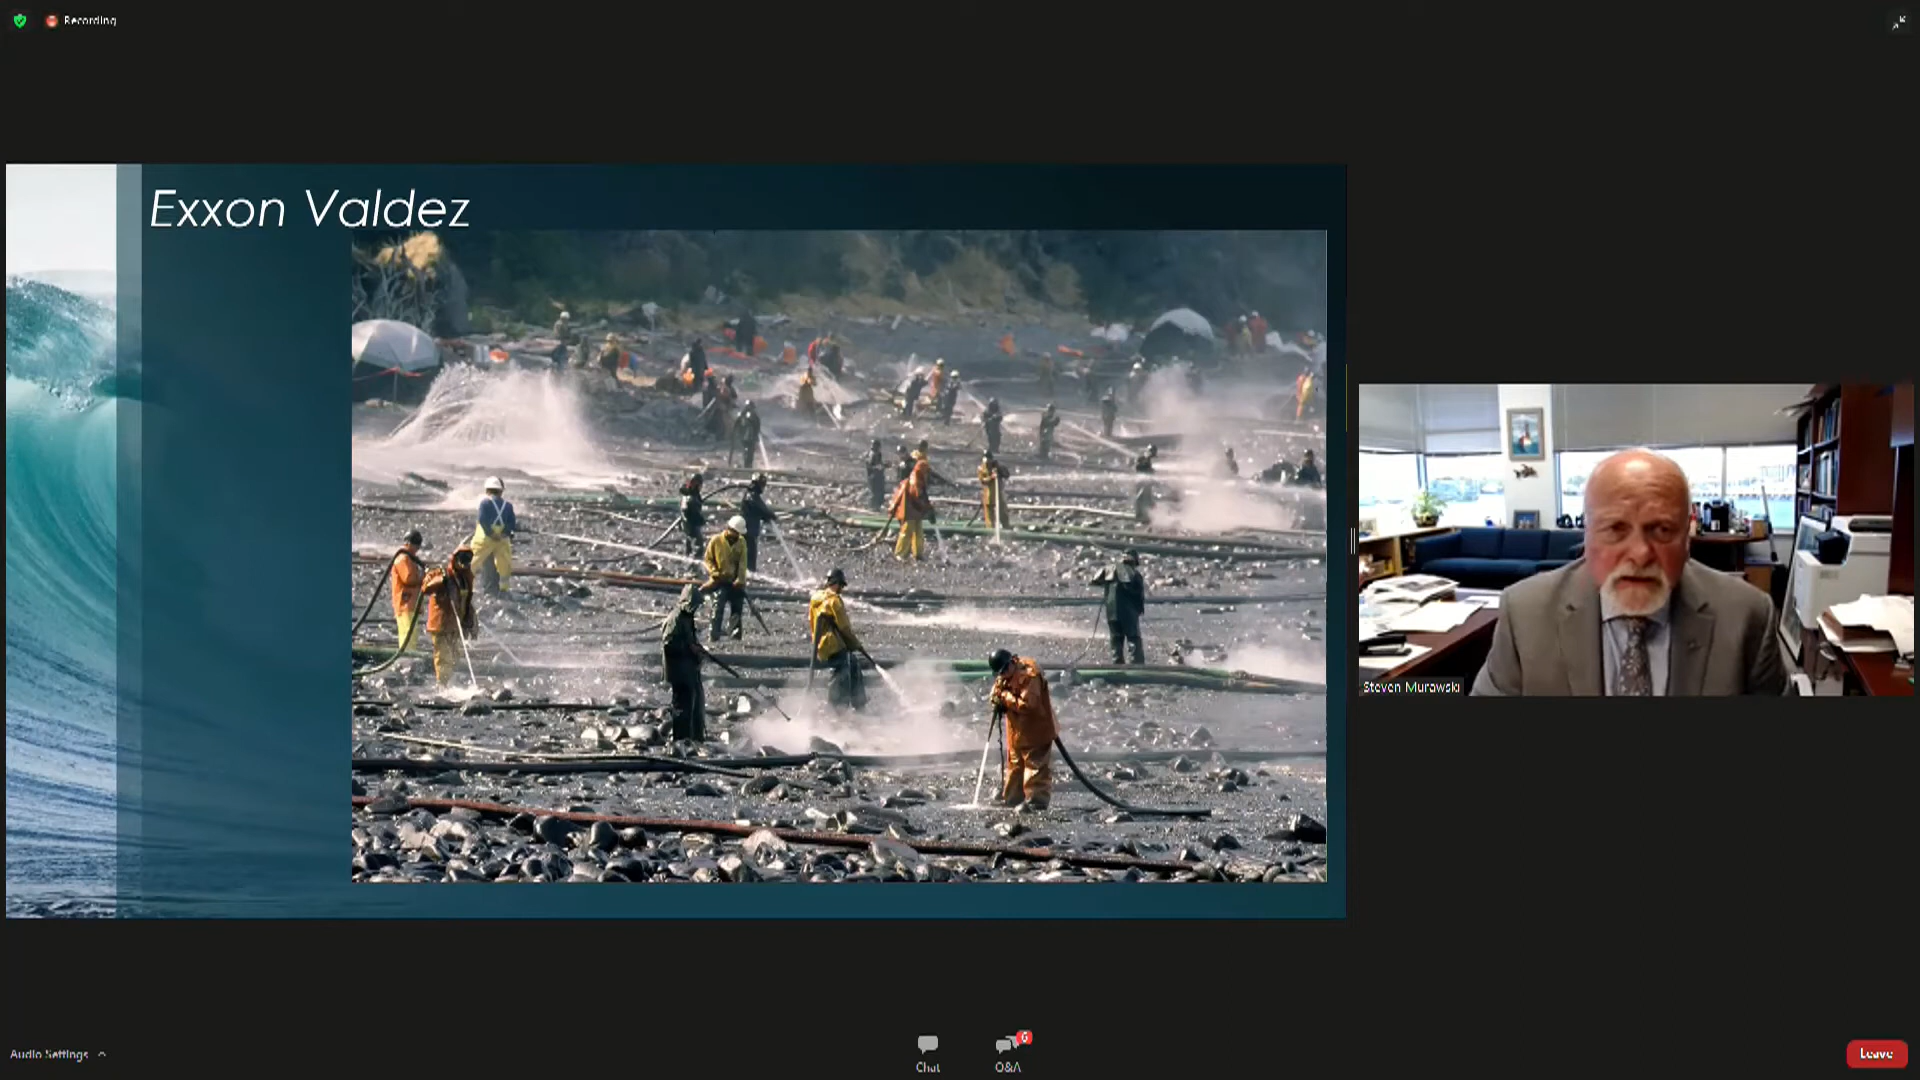 Recording
Exxon Valdez
Steven Murawski
Audio Settings
Chat
6
Q&A
Leave